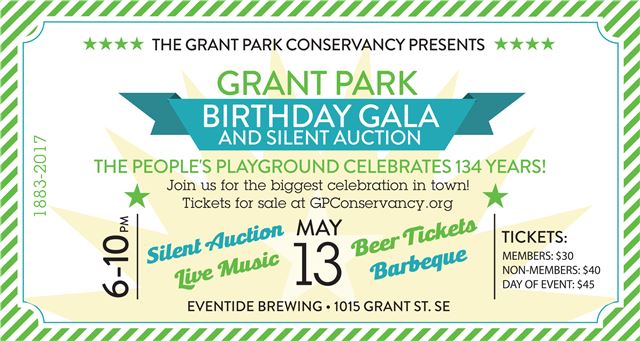 THE GRANT PARK CONSERVANCY PRESENTS
GRANT PARK
BIRTHDAY GALA
AND SILENT AUCTION
THE PEOPLE'S PLAYGROUND CELEBRATES 134 YEARS!
Join us for the biggest celebration in town!
Tickets for sale at GPConservancy.org
1883-2017
6-10 PM
Silent Auction
Live Music
MAY
13
Beer Tickets
Barbeque
TICKETS:
MEMBERS: $30
NON-MEMBERS: $40
DAY OF EVENT: $45
EVENTIDE BREWING • 1015 GRANT ST. SE